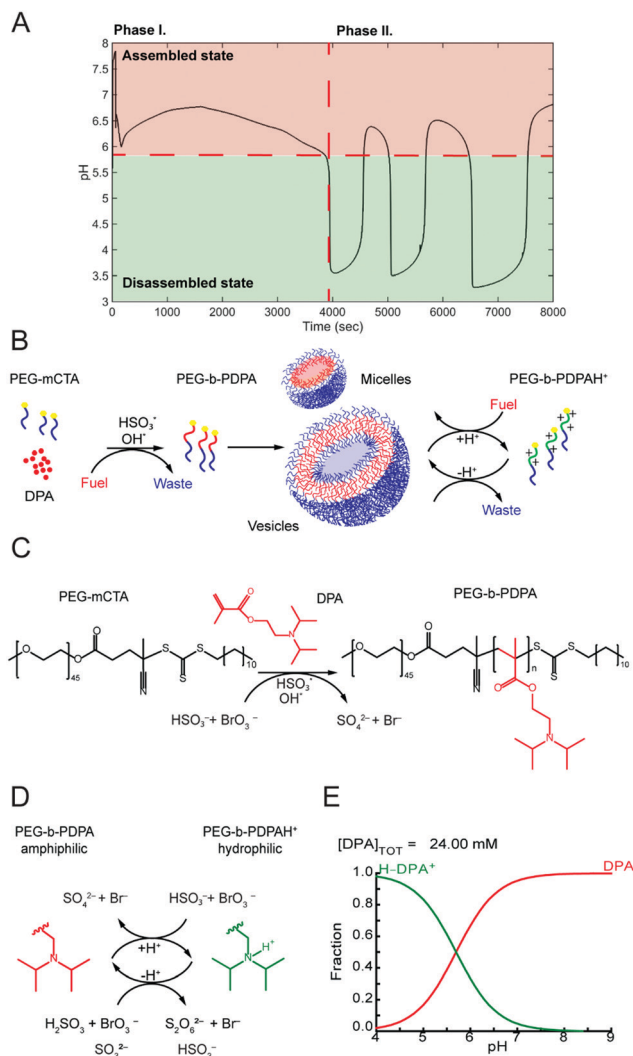 A
Phase I.
Phase II.
8
7.5
7
6.5
6
5.5
5
4.5
4
3.5
3
pH
Assembled state
Disassembled state
0
1000
2000
3000
4000
5000
6000
7000
8000
Time (sec)
B
PEG-mCTA
PEG-b-PDPA
Micelles
PEG-b-PDPAH⁺
HSO₃•
OH•
DPA
Fuel
Waste
Vesicles
Fuel
+H⁺
-H⁺
Waste
C
PEG-mCTA
DPA
PEG-b-PDPA
O
O
45
O
N
S
S
S
10
O
O
N
HSO₃•
OH•
HSO₃⁻ + BrO₃⁻
SO₄²⁻ + Br⁻
O
O
45
O
N
n
S
S
S
10
O
O
N
D
PEG-b-PDPA
amphiphilic
PEG-b-PDPAH⁺
hydrophilic
SO₄²⁻ + Br⁻
HSO₃⁻ + BrO₃⁻
+H⁺
-H⁺
N
N
H⁺
H₂SO₃ + BrO₃⁻
SO₃²⁻
S₂O₆²⁻ + Br⁻
HSO₃⁻
E
[DPA]TOT = 24.00 mM
H-DPA⁺
DPA
1.0
0.8
0.6
0.4
0.2
0.0
Fraction
4
5
6
7
8
9
pH